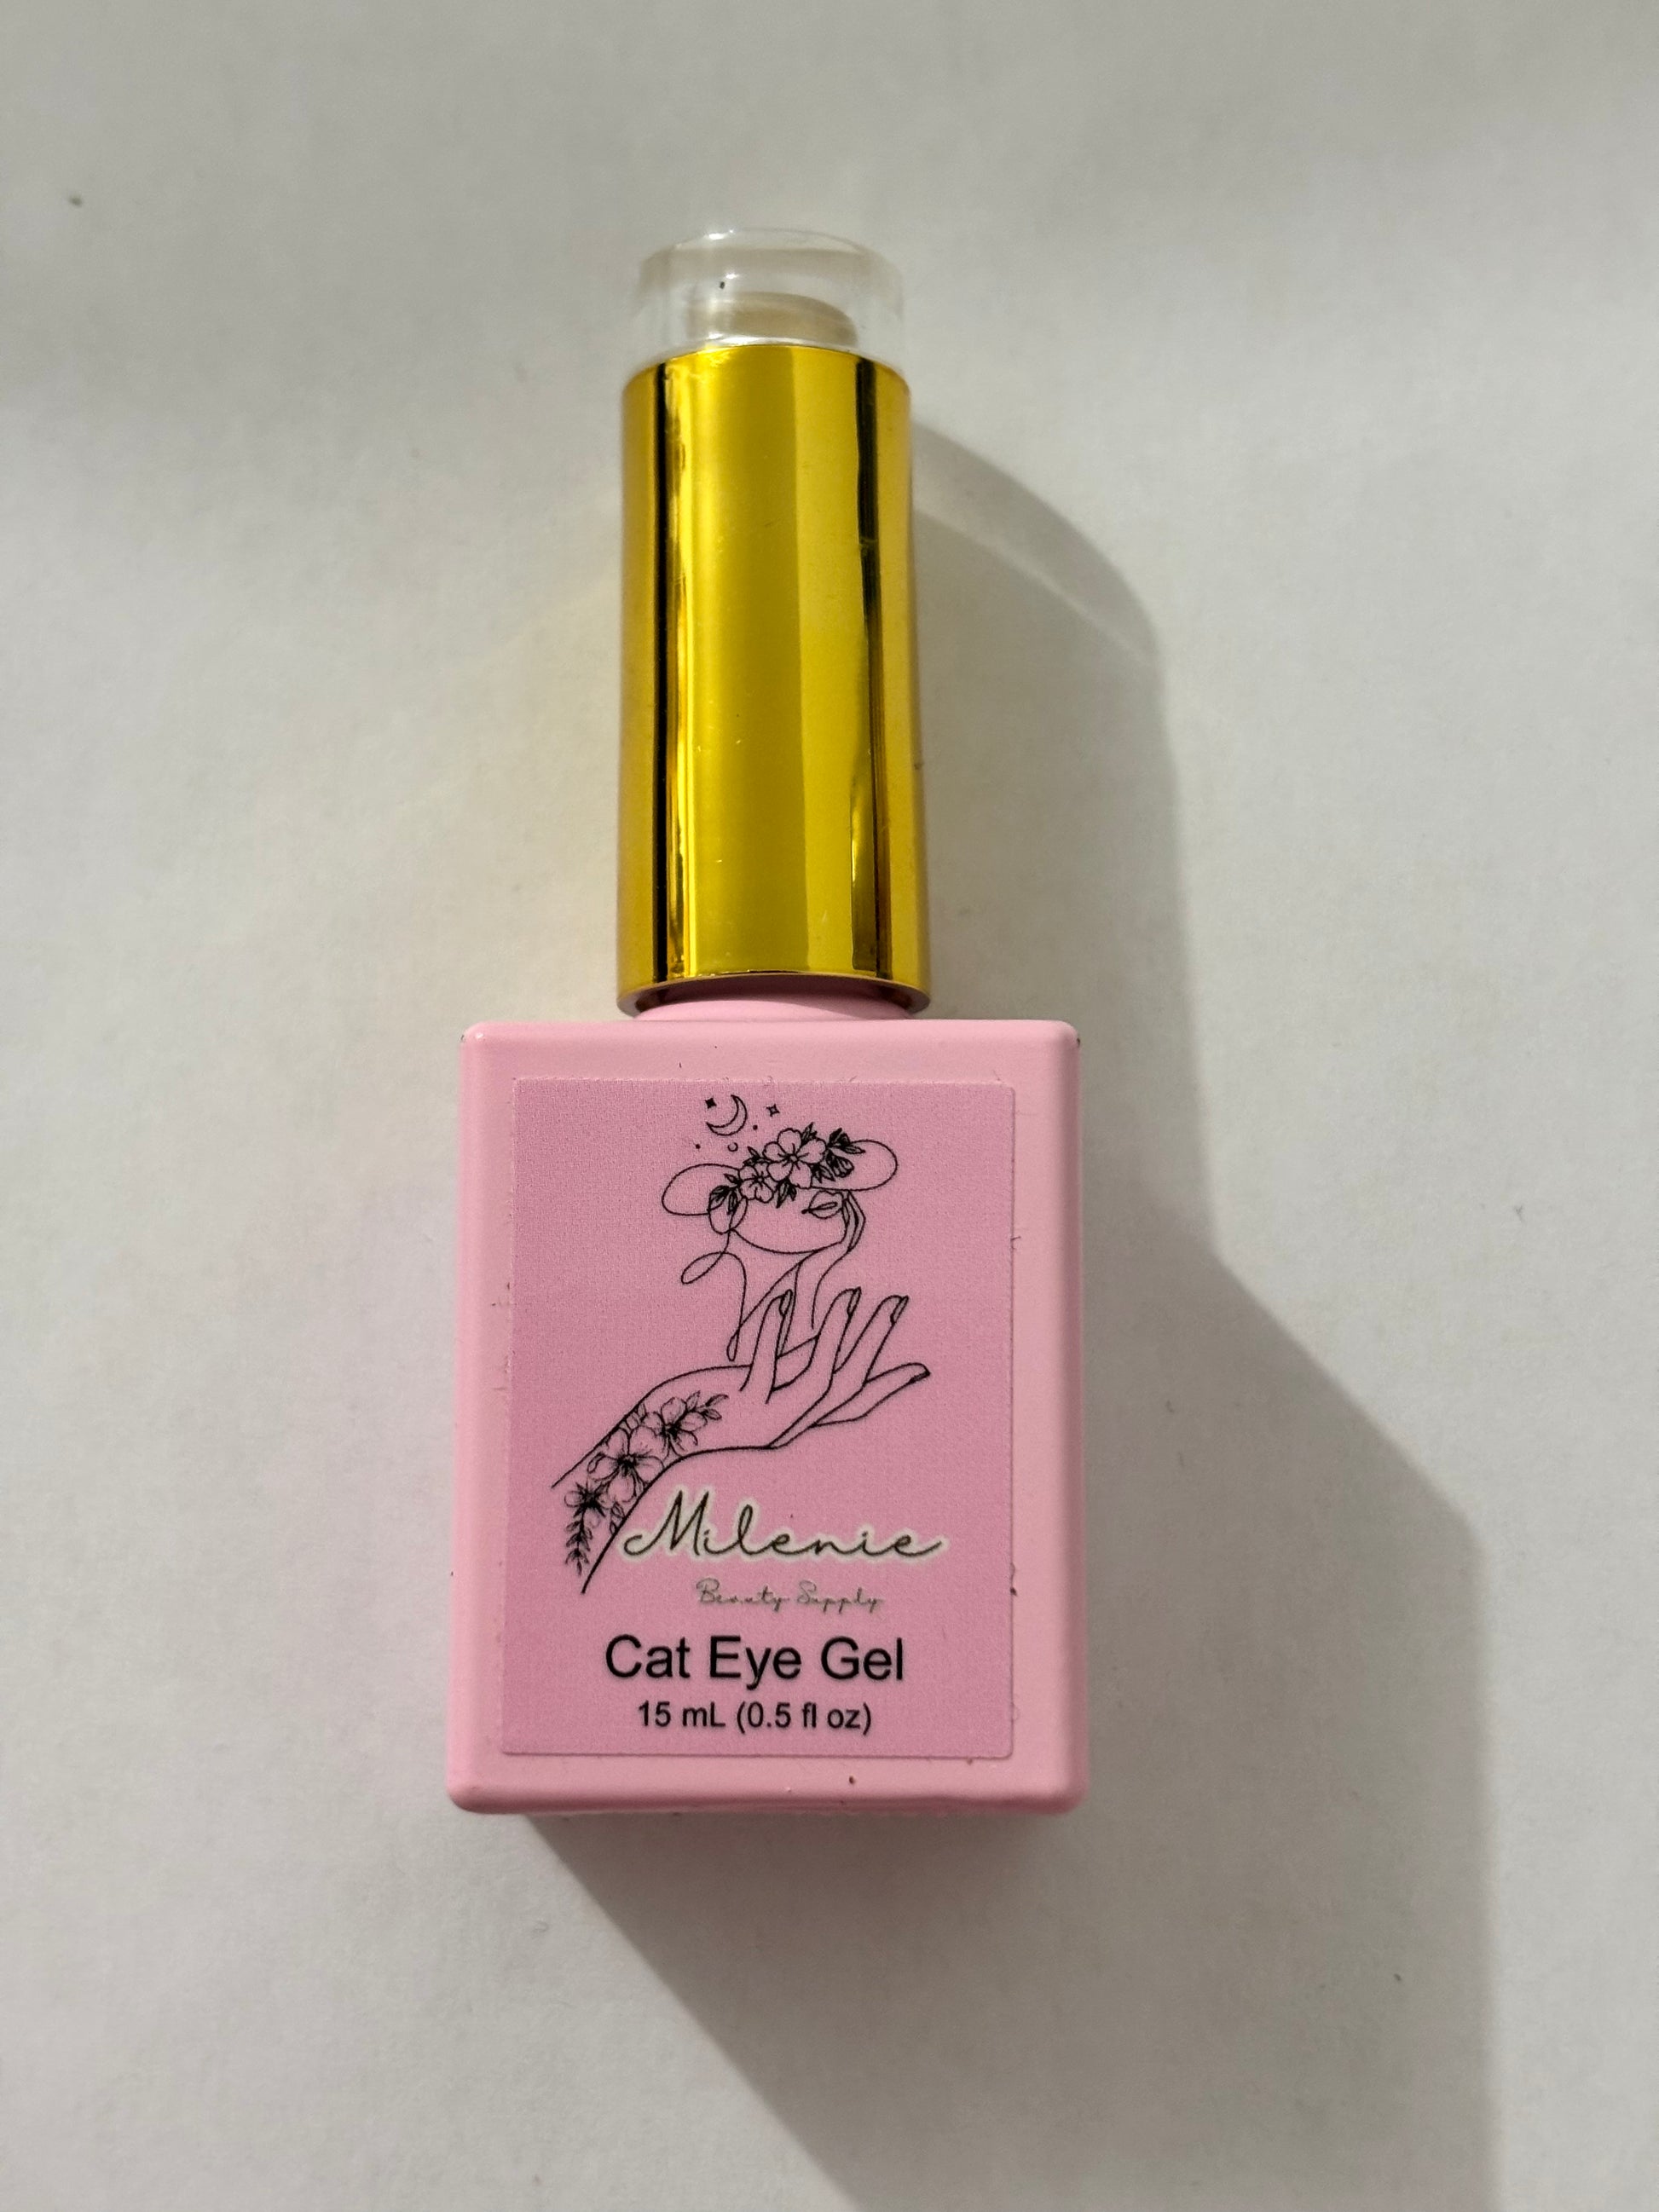 Milenie
Beauty Supply
Cat Eye Gel
15 mL (0.5 fl oz)